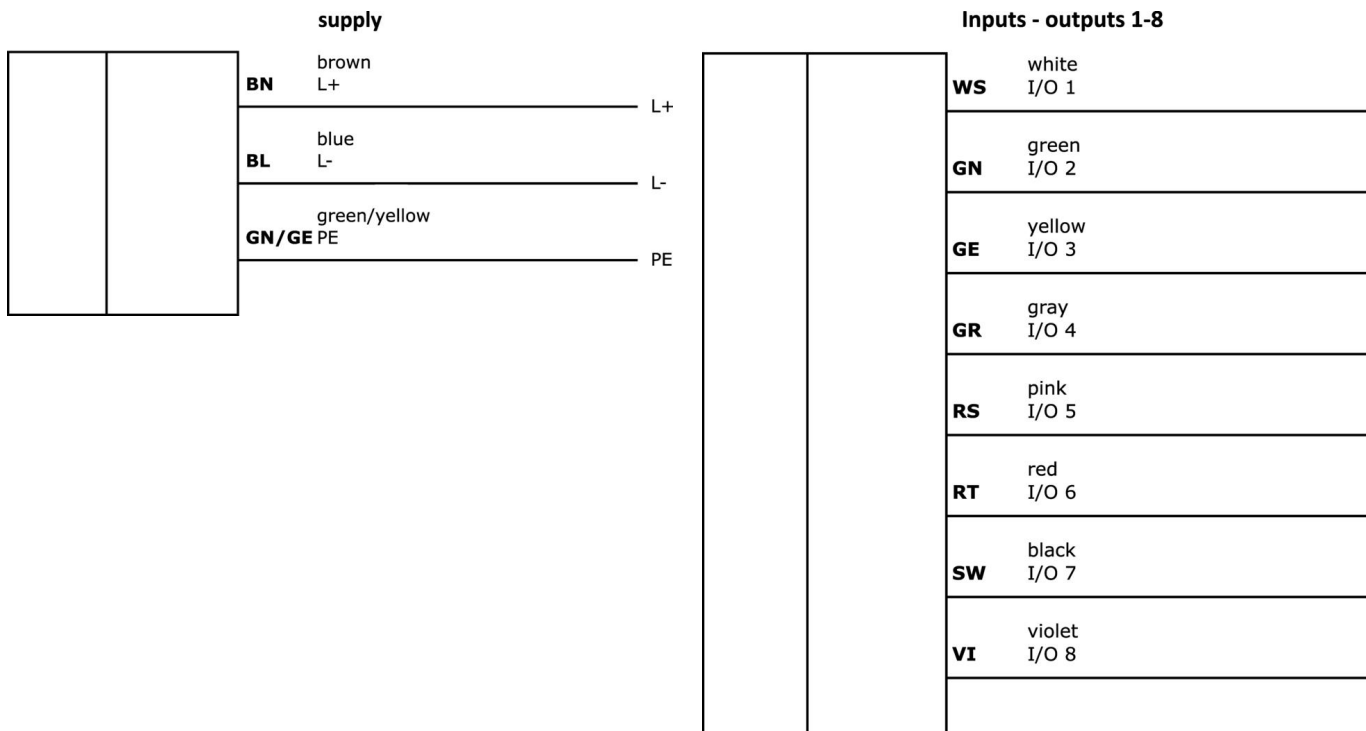 supply
brown
BN L+
L+
blue
BL L-
L-
green/yellow
GN/GE PE
PE
Inputs - outputs 1-8
white
WS I/O 1
green
GN I/O 2
yellow
GE I/O 3
gray
GR I/O 4
pink
RS I/O 5
red
RT I/O 6
black
SW I/O 7
violet
VI I/O 8